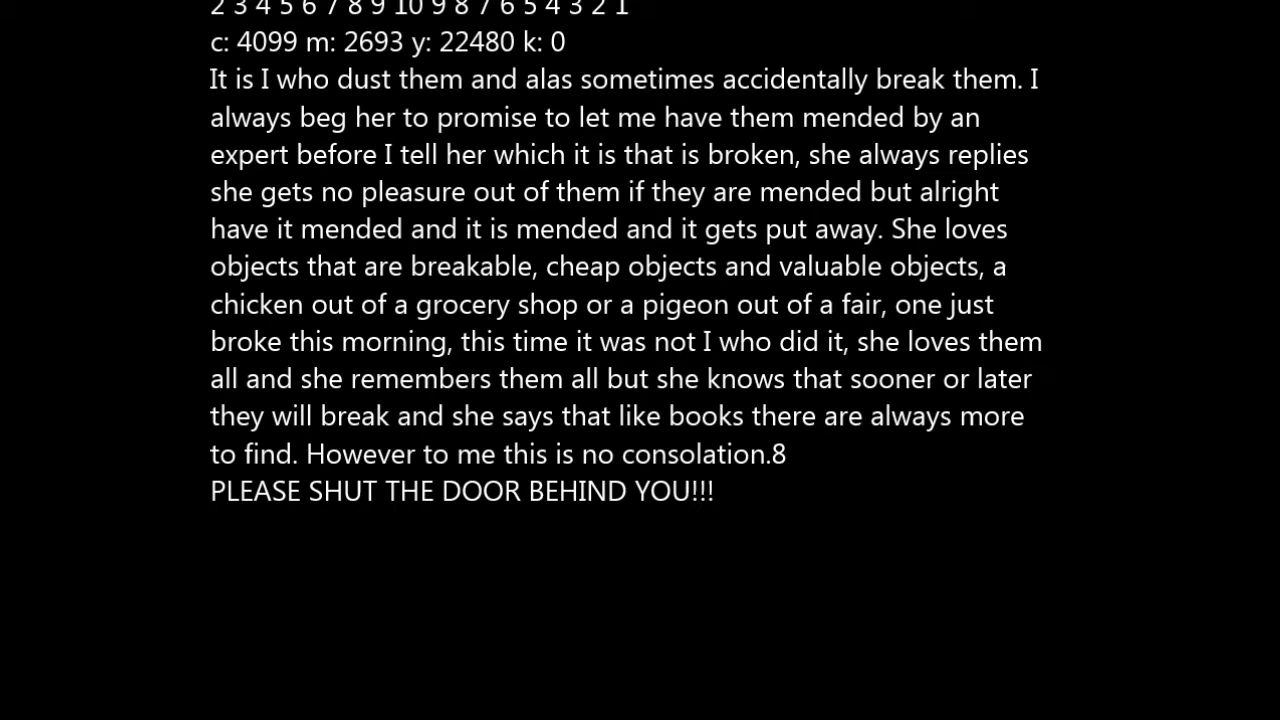 2 3 4 5 6 7 8 9 10 9 8 7 6 5 4 3 2 1
c: 4099 m: 2693 y: 22480 k: 0
It is I who dust them and alas sometimes accidentally break them. I
always beg her to promise to let me have them mended by an
expert before I tell her which it is that is broken, she always replies
she gets no pleasure out of them if they are mended but alright
have it mended and it is mended and it gets put away. She loves
objects that are breakable, cheap objects and valuable objects, a
chicken out of a grocery shop or a pigeon out of a fair, one just
broke this morning, this time it was not I who did it, she loves them
all and she remembers them all but she knows that sooner or later
they will break and she says that like books there are always more
to find. However to me this is no consolation.8
PLEASE SHUT THE DOOR BEHIND YOU!!!